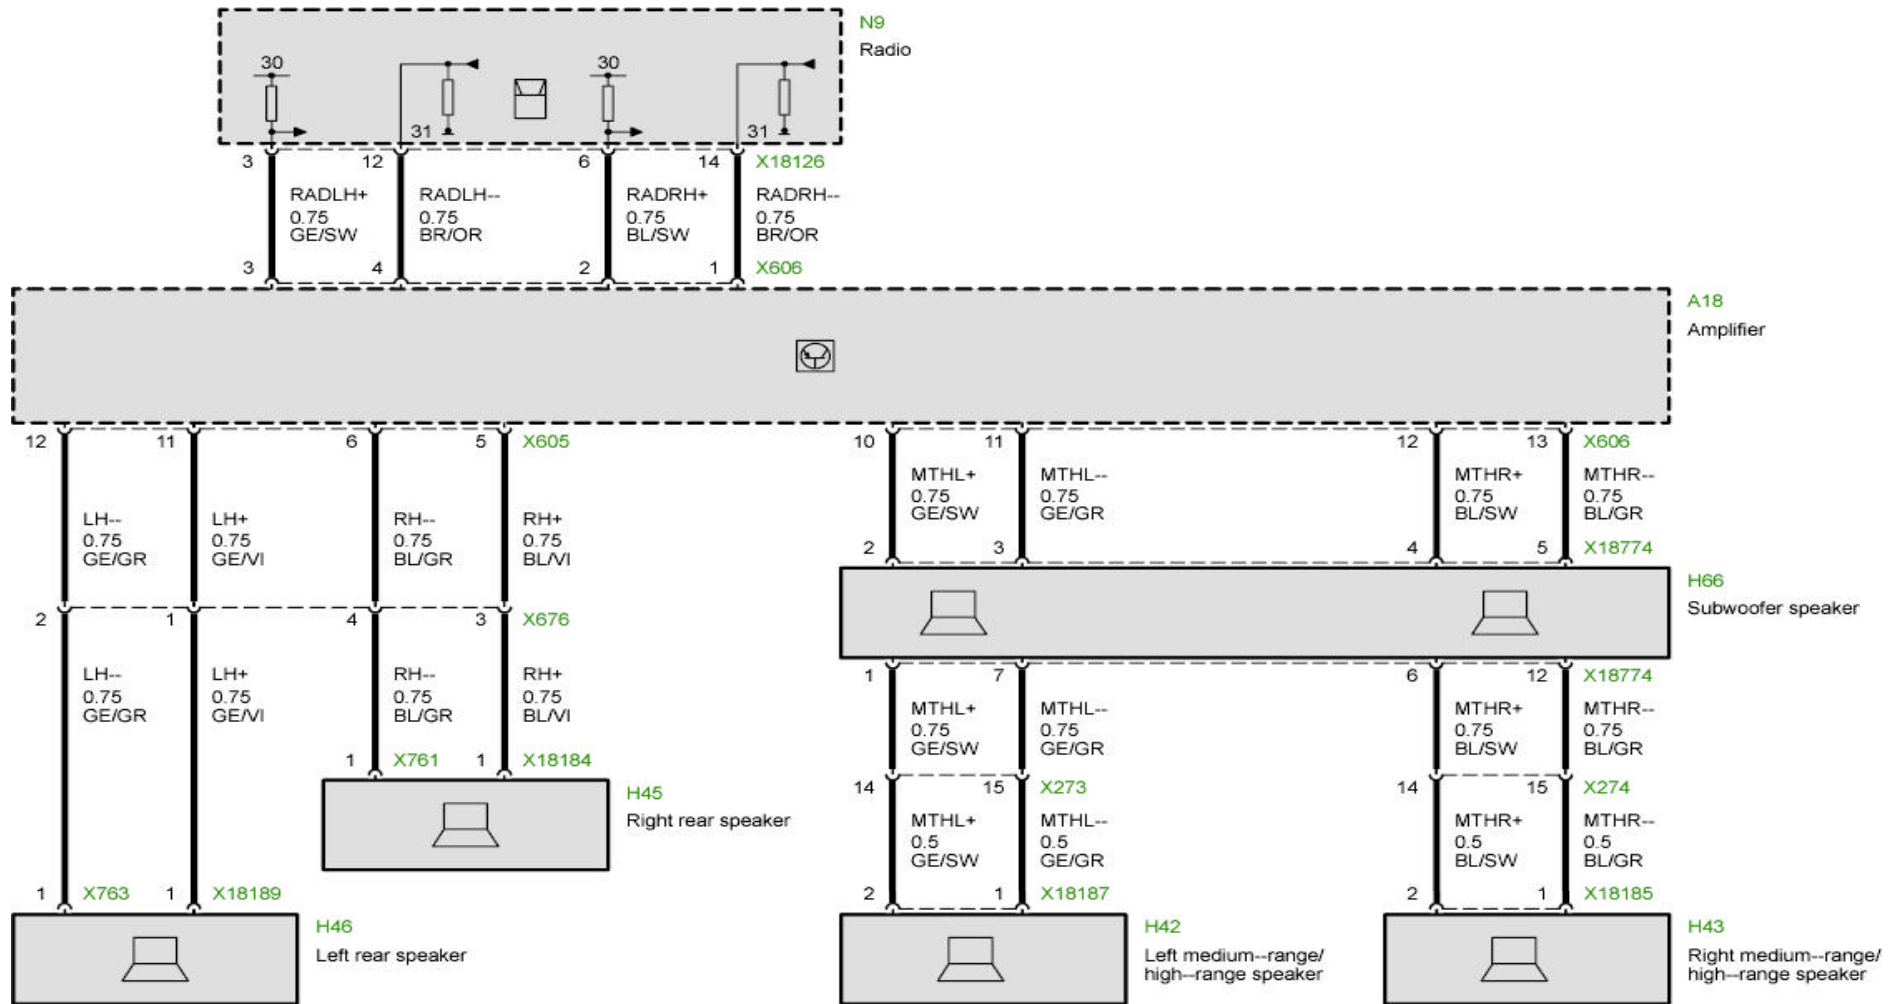 N9
Radio
30
30
31
31
3
12
6
14
X18126
RADLH+
0.75
GE/SW
RADLH--
0.75
BR/OR
RADRH+
0.75
BL/SW
RADRH--
0.75
BR/OR
3
4
2
1
X606
A18
Amplifier
12
11
6
5
X605
10
11
12
13
X606
LH--
0.75
GE/GR
LH+
0.75
GE/VI
RH--
0.75
BL/GR
RH+
0.75
BL/VI
MTHL+
0.75
GE/SW
MTHL--
0.75
GE/GR
MTHR+
0.75
BL/SW
MTHR--
0.75
BL/GR
2
3
4
5
X18774
H66
Subwoofer speaker
2
1
4
3
X676
LH--
0.75
GE/GR
LH+
0.75
GE/VI
RH--
0.75
BL/GR
RH+
0.75
BL/VI
1
7
6
12
X18774
MTHL+
0.75
GE/SW
MTHL--
0.75
GE/GR
MTHR+
0.75
BL/SW
MTHR--
0.75
BL/GR
1
X761
1
X18184
H45
Right rear speaker
14
15
X273
14
15
X274
MTHL+
0.5
GE/SW
MTHL--
0.5
GE/GR
MTHR+
0.5
BL/SW
MTHR--
0.5
BL/GR
1
X763
1
X18189
2
1
X18187
2
1
X18185
H46
Left rear speaker
H42
Left medium--range/
high--range speaker
H43
Right medium--range/
high--range speaker